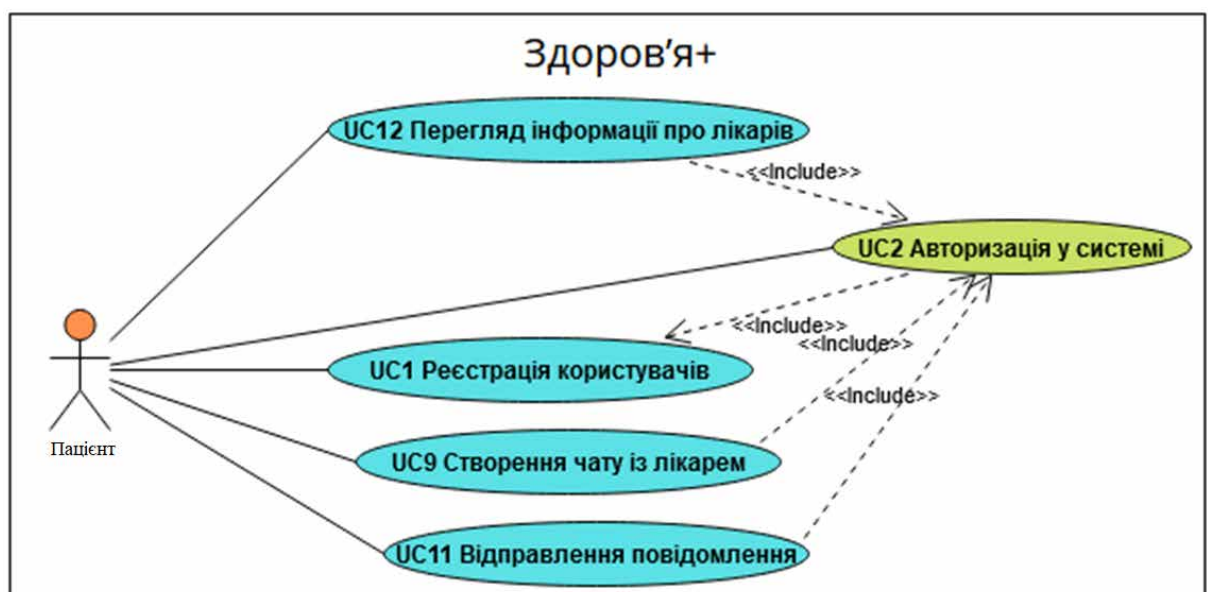 Здоров’я+
UC12 Перегляд інформації про лікарів
<<Include>>
UC2 Авторизація у системі
<<Include>>
<<Include>>
UC1 Реєстрація користувачів
<<Include>>
Пацієнт
UC9 Створення чату із лікарем
UC11 Відправлення повідомлення